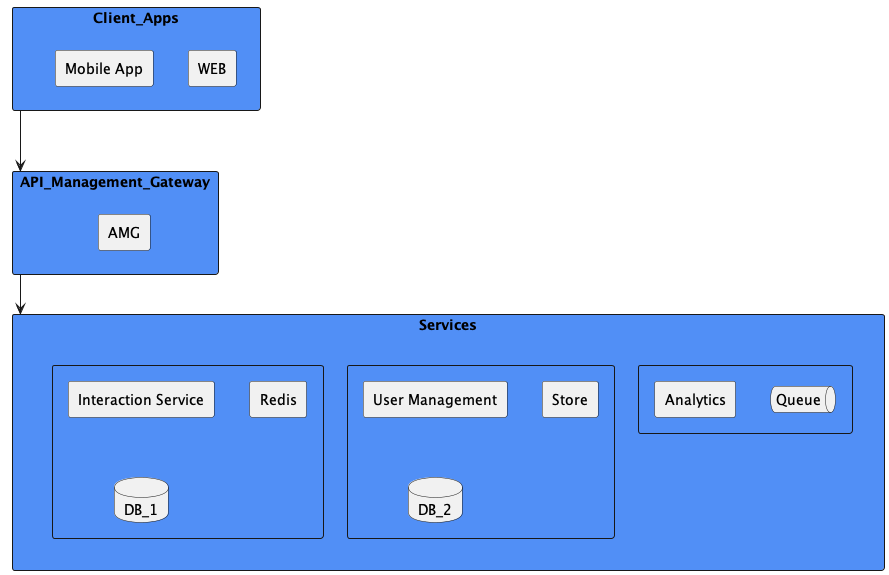 Client_Apps
Mobile App
WEB
API_Management_Gateway
AMG
Services
Interaction Service
Redis
DB_1
User Management
Store
DB_2
Analytics
Queue